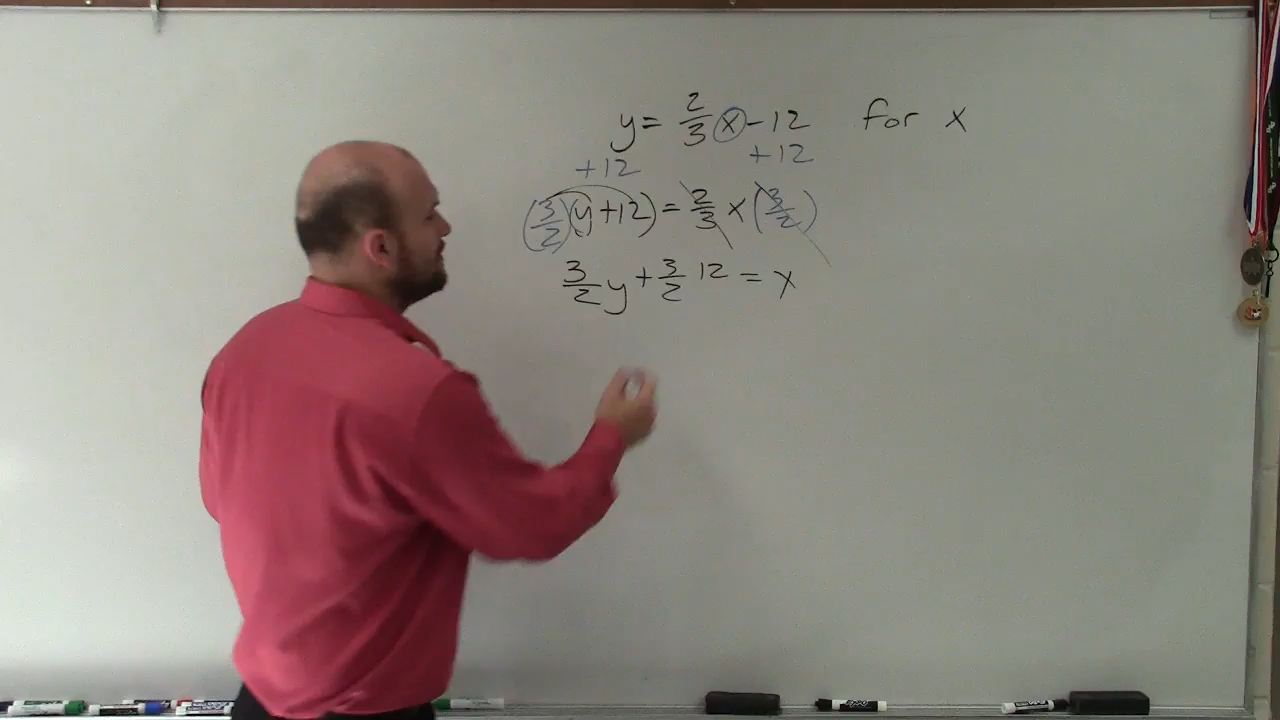 y = 2/3 x - 12 for x
+12 +12
(3/2)(y + 12) = 2/3 x (3/2)
3/2 y + 3/2 12 = x